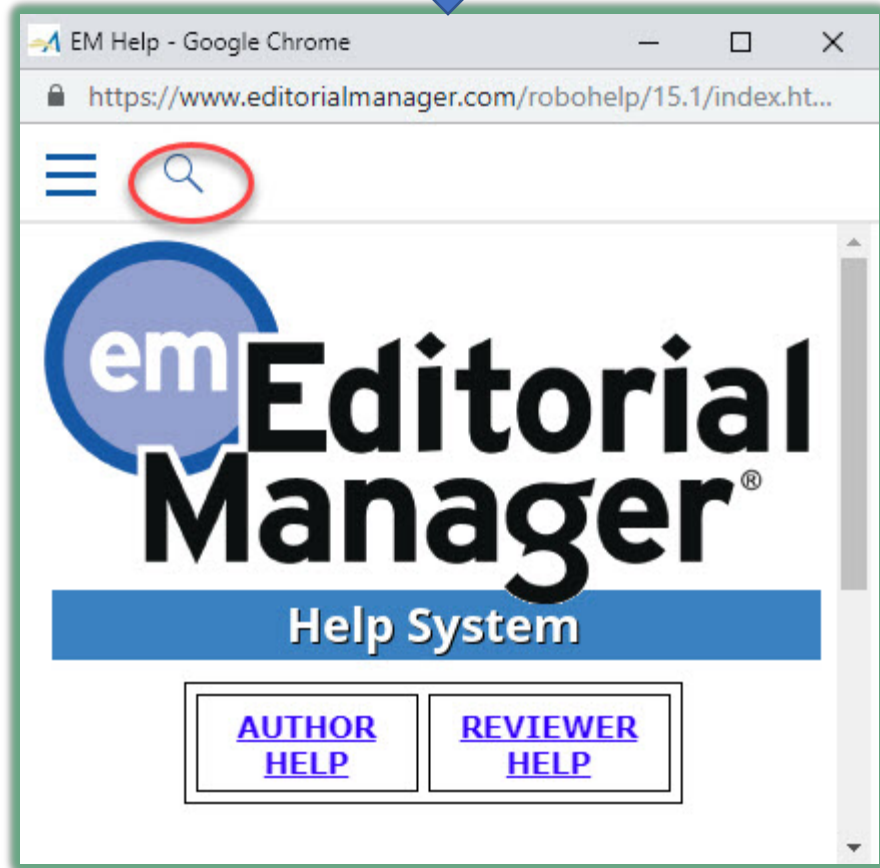 EM Help - Google Chrome
https://www.editorialmanager.com/robohelp/15.1/index.ht...
em Editorial
Manager®
Help System
AUTHOR REVIEWER
HELP HELP